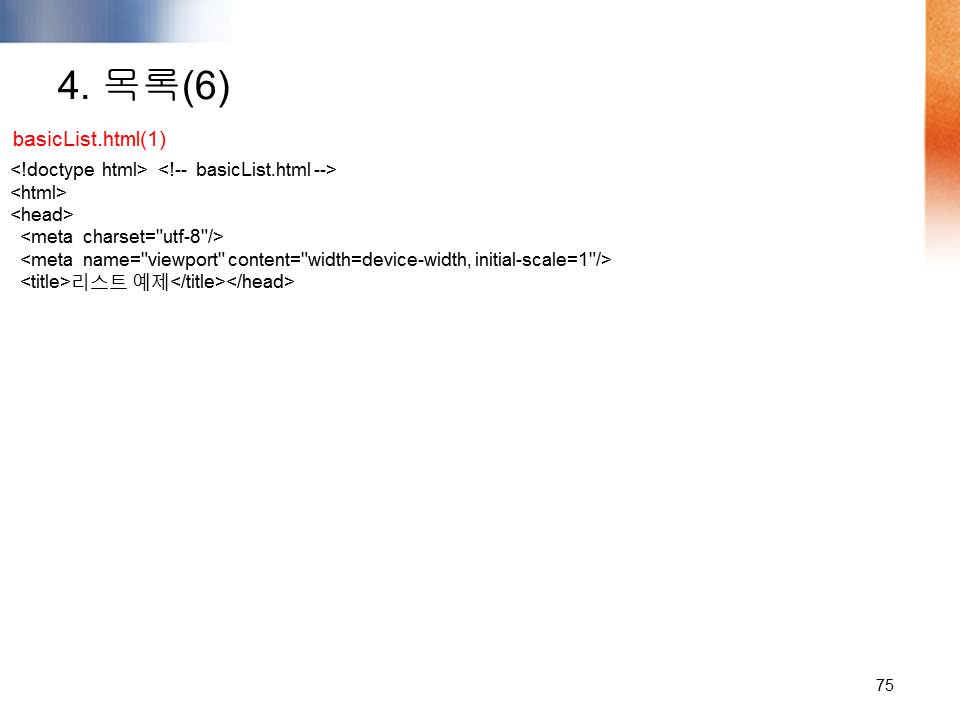 4. 목록(6)
basicList.html(1)
<!doctype html> <!-- basicList.html -->
<html>
<head>
<meta charset="utf-8"/>
<meta name="viewport" content="width=device-width, initial-scale=1"/>
<title>리스트 예제</title></head>
75